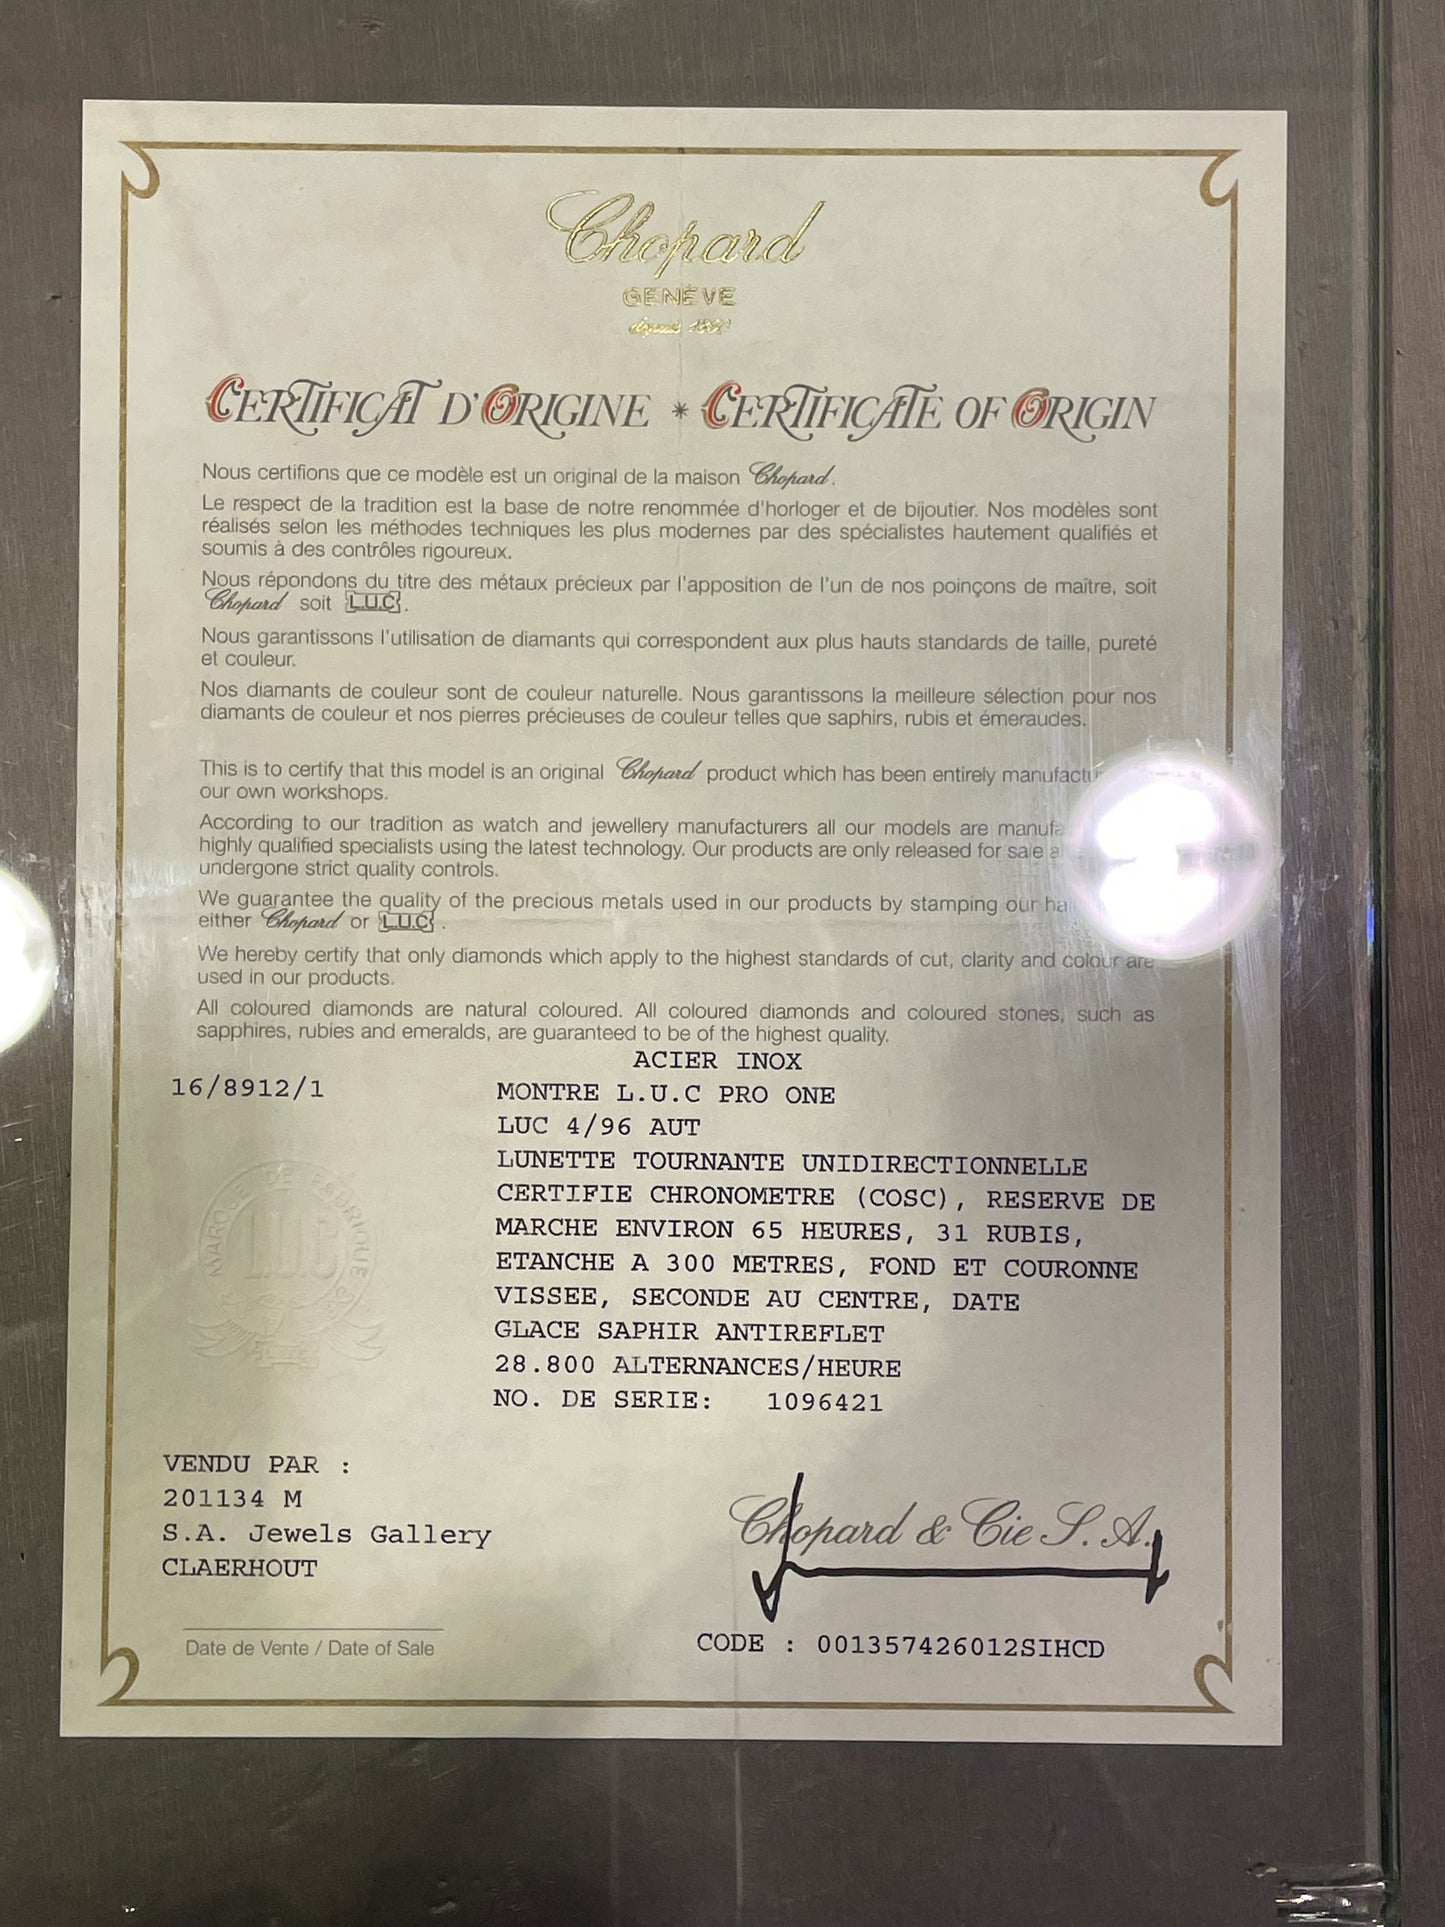 Chopard
GENÈVE
depuis
CERTIFICAT D'ORIGINE * CERTIFICATE OF ORIGIN
Nous certifions que ce modèle est un original de la maison Chopard.
Le respect de la tradition est la base de notre renommée d'horloger et de bijoutier. Nos modèles sont
réalisés selon les méthodes techniques les plus modernes par des spécialistes hautement qualifiés et
soumis à des contrôles rigoureux.
Nous répondons du titre des métaux précieux par l'apposition de l'un de nos poinçons de maître, soit
Chopard soit L.U.C.
Nous garantissons l'utilisation de diamants qui correspondent aux plus hauts standards de taille, pureté
et couleur.
Nos diamants de couleur sont de couleur naturelle. Nous garantissons la meilleure sélection pour nos
diamants de couleur et nos pierres précieuses de couleur telles que saphirs, rubis et émeraudes.
This is to certify that this model is an original Chopard product which has been entirely
our own workshops.
According to our tradition as watch and jewellery manufacturers all our models are
highly qualified specialists using the latest technology. Our products are only released for sale
undergone strict quality controls.
We guarantee the quality of the precious metals used in our products by stamping our
either Chopard or L.U.C.
We hereby certify that only diamonds which apply to the highest standards of cut, clarity and colour are
used in our products.
All coloured diamonds are natural coloured. All coloured diamonds and coloured stones, such as
sapphires, rubies and emeralds, are guaranteed to be of the highest quality.
ACIER INOX
16/8912/1 MONTRE L.U.C PRO ONE
LUC 4/96 AUT
LUNETTE TOURNANTE UNIDIRECTIONNELLE
CERTIFIE CHRONOMETRE (COSC), RESERVE DE
MARCHE ENVIRON 65 HEURES, 31 RUBIS,
ETANCHE A 300 METRES, FOND ET COURONNE
VISSEE, SECONDE AU CENTRE, DATE
GLACE SAPHIR ANTIREFLET
28.800 ALTERNANCES/HEURE
NO. DE SERIE: 1096421
MARQUE DE FABRIQUE
L.U.C
VENDU PAR :
201134 M
S.A. Jewels Gallery
CLAERHOUT
Chopard & Cie S.A.
Date de Vente / Date of Sale
CODE : 001357426012SIHCD